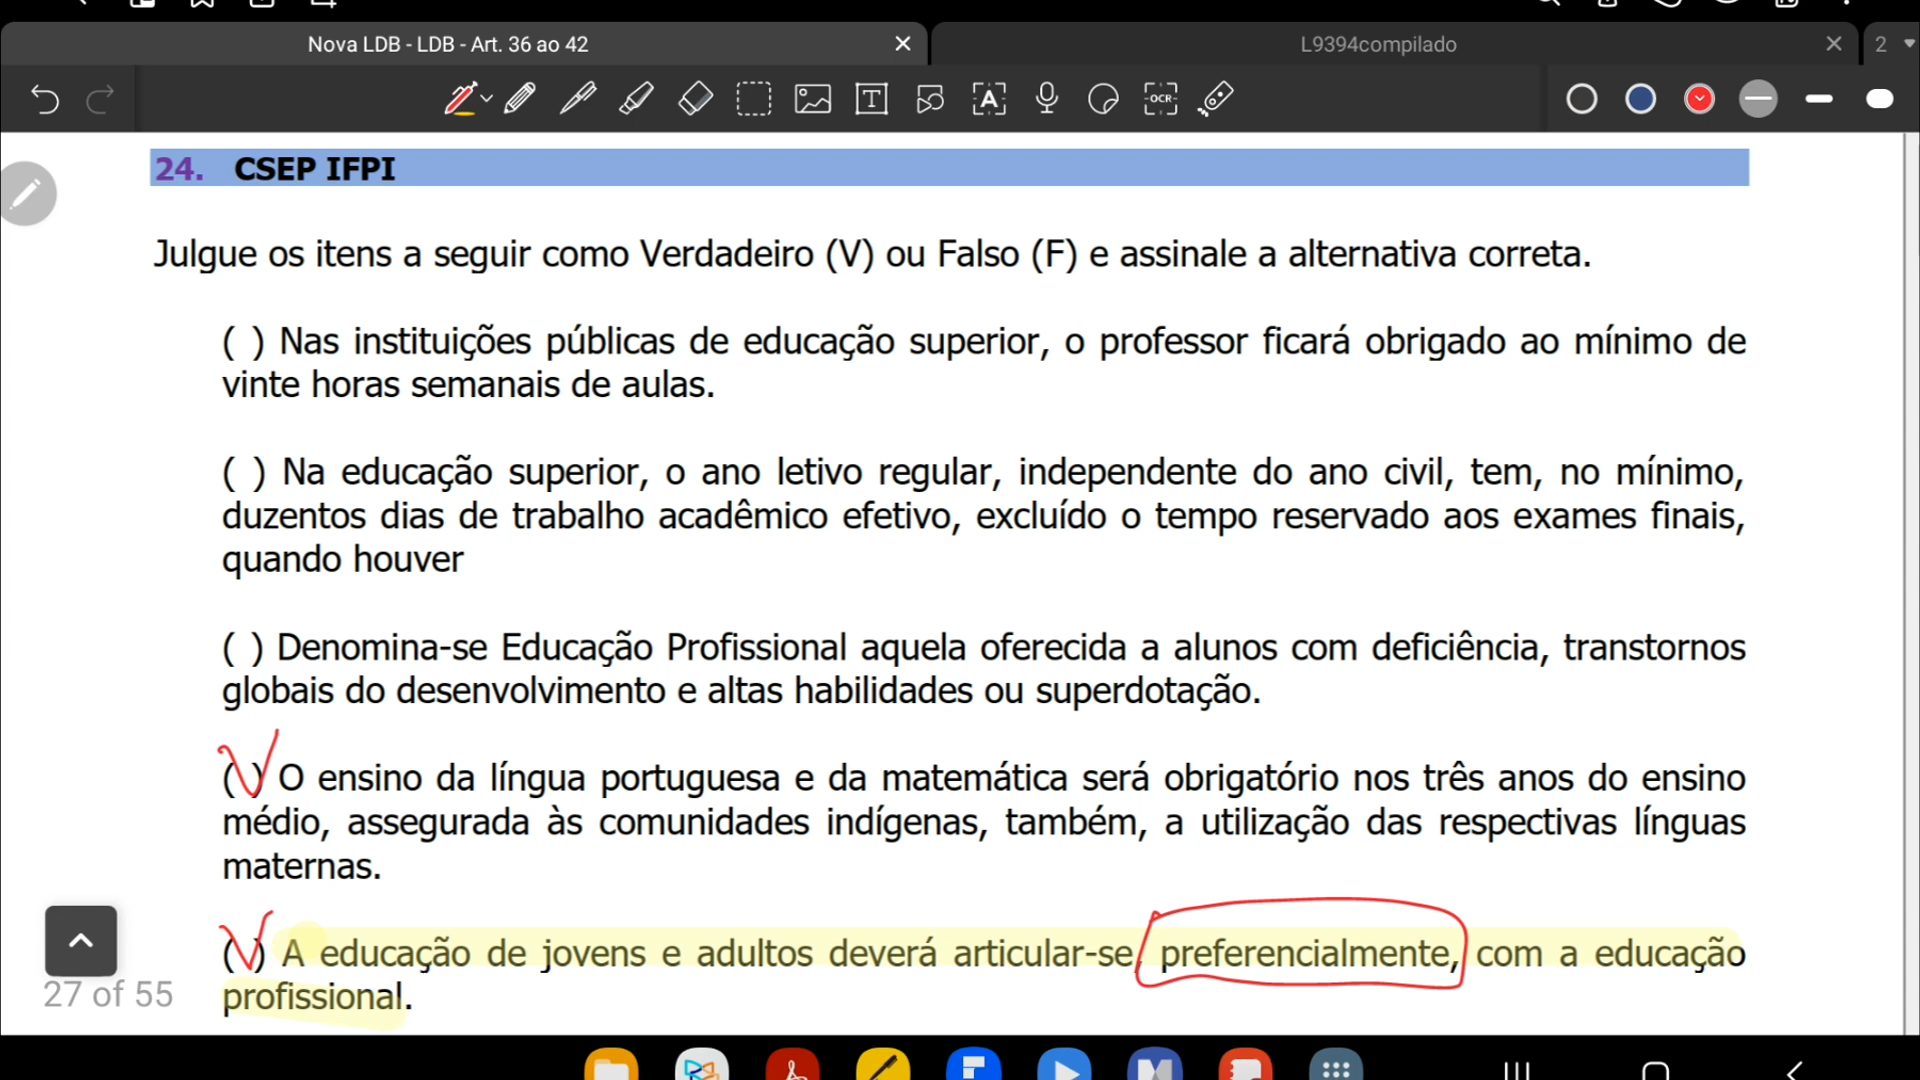 Nova LDB - LDB - Art. 36 ao 42
L9394compilado
2
OCR
24. CSEP IFPI
Julgue os itens a seguir como Verdadeiro (V) ou Falso (F) e assinale a alternativa correta.
( ) Nas instituições públicas de educação superior, o professor ficará obrigado ao mínimo de
vinte horas semanais de aulas.
( ) Na educação superior, o ano letivo regular, independente do ano civil, tem, no mínimo,
duzentos dias de trabalho acadêmico efetivo, excluído o tempo reservado aos exames finais,
quando houver
( ) Denomina-se Educação Profissional aquela oferecida a alunos com deficiência, transtornos
globais do desenvolvimento e altas habilidades ou superdotação.
(V) O ensino da língua portuguesa e da matemática será obrigatório nos três anos do ensino
médio, assegurada às comunidades indígenas, também, a utilização das respectivas línguas
maternas.
(V) A educação de jovens e adultos deverá articular-se, preferencialmente, com a educação
profissional.
27 of 55